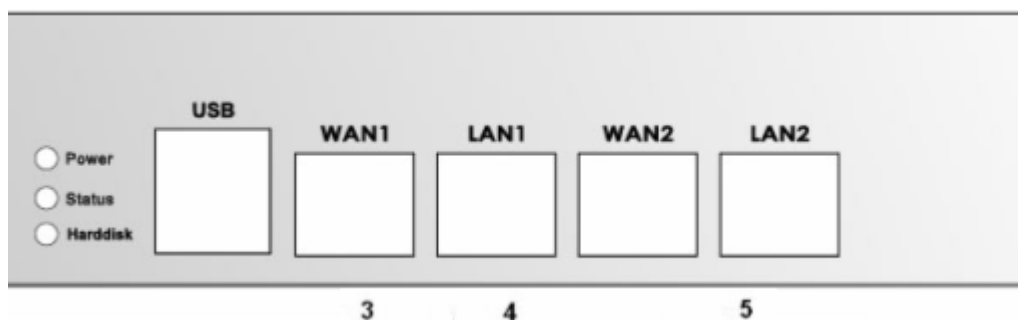 USB
WAN1 LAN1 WAN2 LAN2
Power
Status
Harddisk
3 4 5